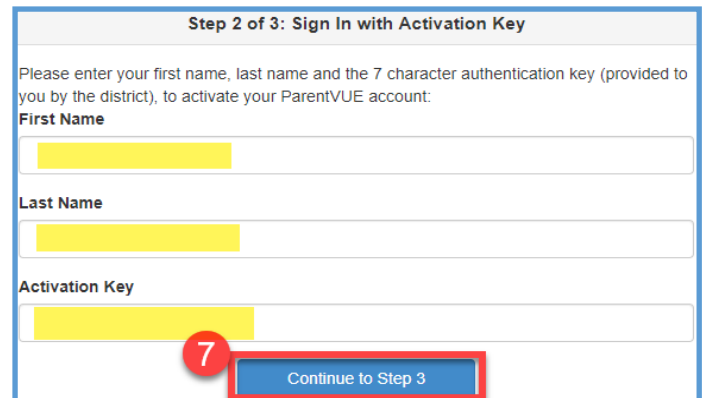 Step 2 of 3: Sign In with Activation Key
Please enter your first name, last name and the 7 character authentication key (provided to
you by the district), to activate your ParentVUE account:
First Name
Last Name
Activation Key
7
Continue to Step 3